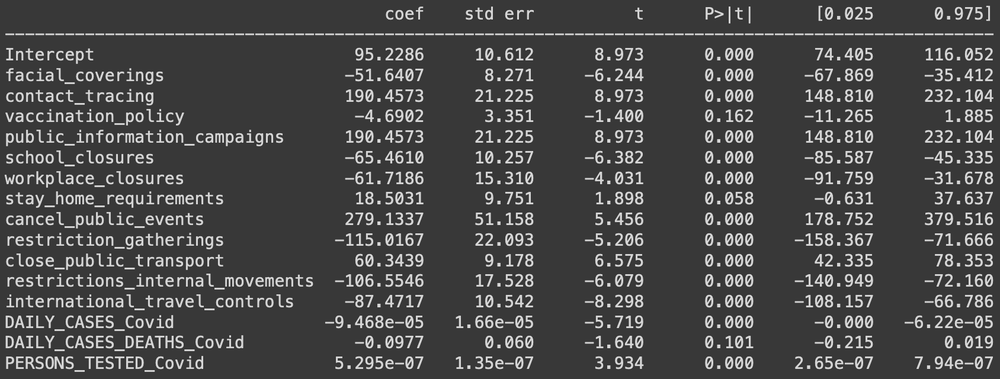 coef std err t P>|t| [0.025 0.975]
----------------------------------------------------------------------------------------------------
Intercept 95.2286 10.612 8.973 0.000 74.405 116.052
facial_coverings -51.6407 8.271 -6.244 0.000 -67.869 -35.412
contact_tracing 190.4573 21.225 8.973 0.000 148.810 232.104
vaccination_policy -4.6902 3.351 -1.400 0.162 -11.265 1.885
public_information_campaigns 190.4573 21.225 8.973 0.000 148.810 232.104
school_closures -65.4610 10.257 -6.382 0.000 -85.587 -45.335
workplace_closures -61.7186 15.310 -4.031 0.000 -91.759 -31.678
stay_home_requirements 18.5031 9.751 1.898 0.058 -0.631 37.637
cancel_public_events 279.1337 51.158 5.456 0.000 178.752 379.516
restriction_gatherings -115.0167 22.093 -5.206 0.000 -158.367 -71.666
close_public_transport 60.3439 9.178 6.575 0.000 42.335 78.353
restrictions_internal_movements -106.5546 17.528 -6.079 0.000 -140.949 -72.160
international_travel_controls -87.4717 10.542 -8.298 0.000 -108.157 -66.786
DAILY_CASES_Covid -9.468e-05 1.66e-05 -5.719 0.000 -0.000 -6.22e-05
DAILY_CASES_DEATHS_Covid -0.0977 0.060 -1.640 0.101 -0.215 0.019
PERSONS_TESTED_Covid 5.295e-07 1.35e-07 3.934 0.000 2.65e-07 7.94e-07